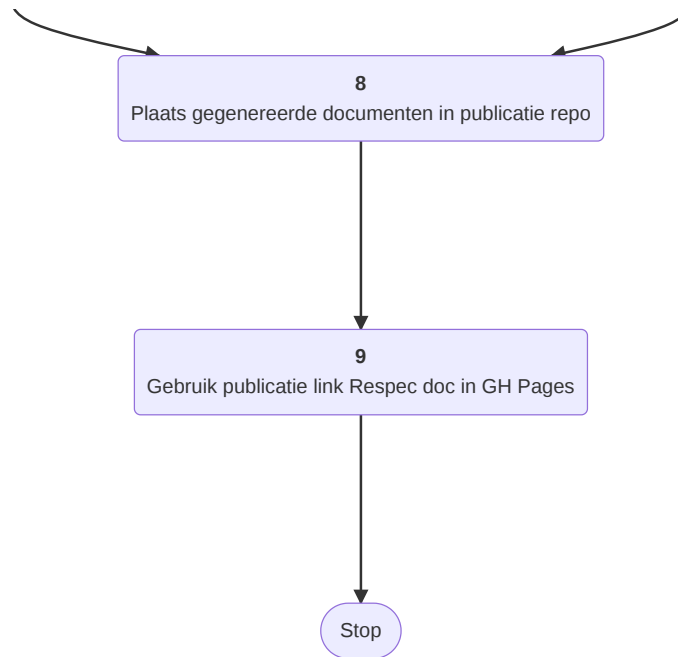 8
Plaats gegenereerde documenten in publicatie repo
9
Gebruik publicatie link Respec doc in GH Pages
Stop